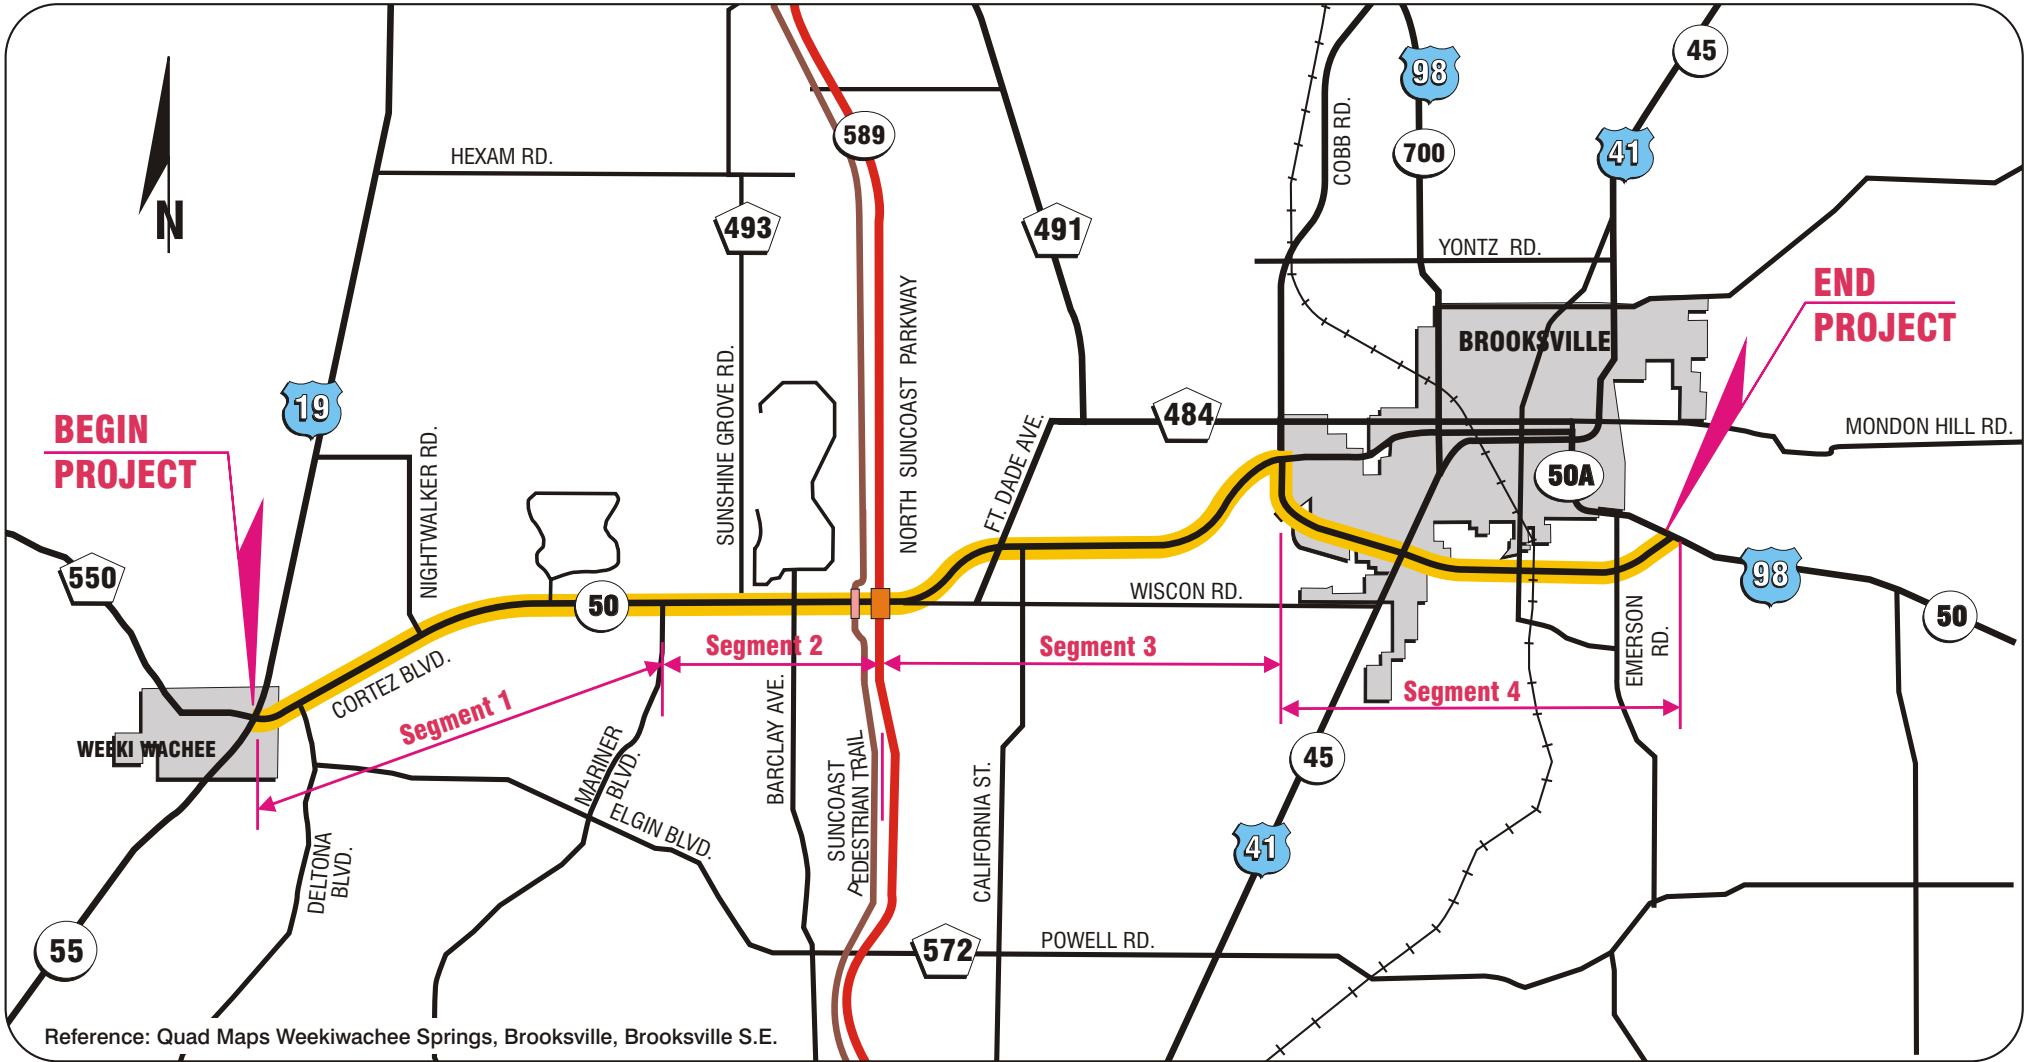 45
98
589
700
41
COBB RD.
HEXAM RD.
N
493
491
YONTZ RD.
END
PROJECT
NORTH SUNCOAST PARKWAY
BROOKSVILLE
SUNSHINE GROVE RD.
19
BEGIN
PROJECT
484
MONDON HILL RD.
NIGHTWALKER RD.
FT. DADE AVE.
50A
550
98
50
WISCON RD.
50
EMERSON
RD.
Segment 2
Segment 3
CORTEZ BLVD.
Segment 1
Segment 4
WEEKI WACHEE
MARINER
BLVD.
BARCLAY AVE.
SUNCOAST
PEDESTRIAN TRAIL
CALIFORNIA ST.
45
ELGIN BLVD.
41
DELTONA
BLVD.
55
572
POWELL RD.
Reference: Quad Maps Weekiwachee Springs, Brooksville, Brooksville S.E.